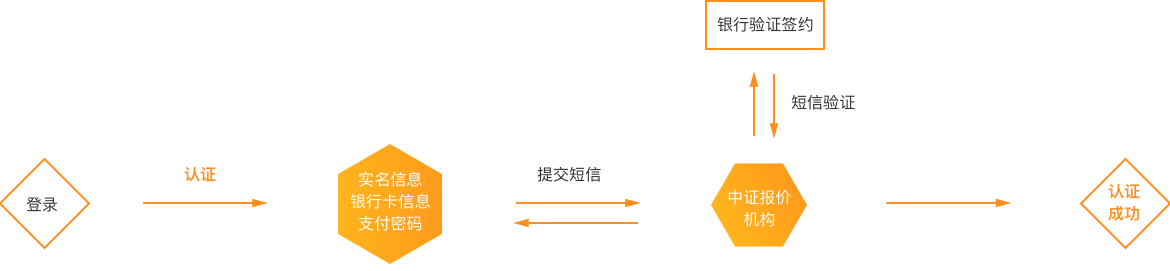 银行验证签约
短信验证
登录
认证
实名信息
银行卡信息
支付密码
提交短信
中证报价
机构
认证
成功